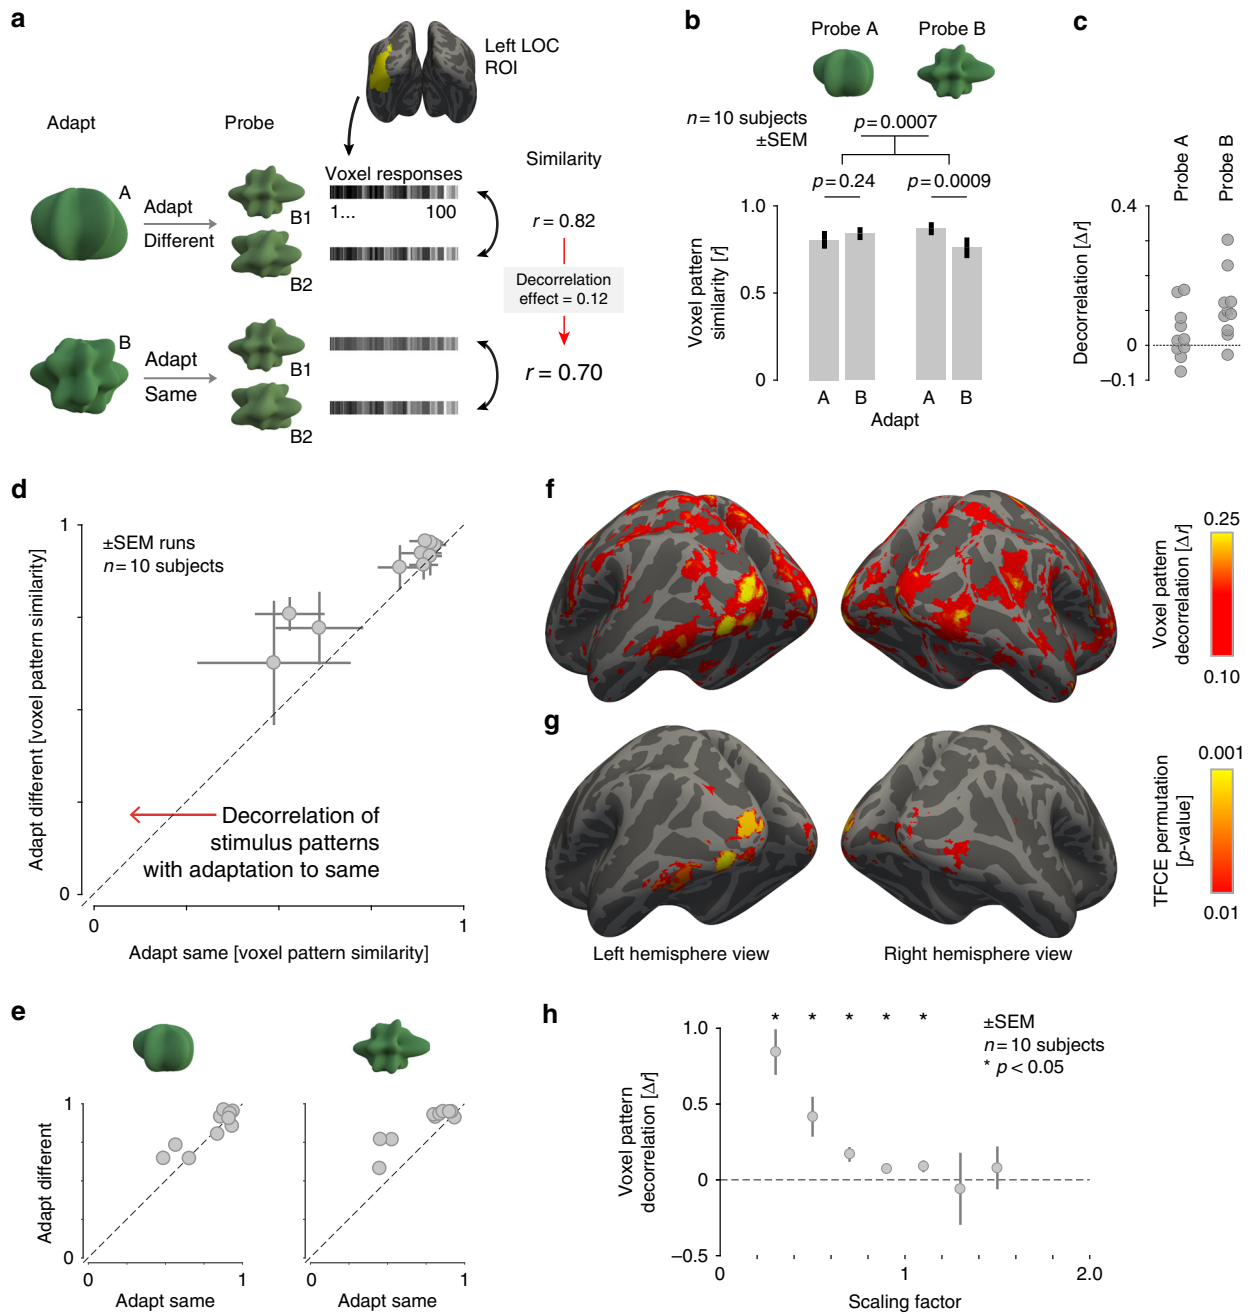 a
Left LOC
ROI
Adapt
Probe
Similarity
A
Adapt
Different
B1
B2
Voxel responses
1...
100
r = 0.82
Decorrelation
effect = 0.12
B
Adapt
Same
B1
B2
r = 0.70
b
Probe A
Probe B
n = 10 subjects
±SEM
p = 0.0007
p = 0.24
p = 0.0009
Voxel pattern
similarity [r]
1.0
0.5
0
A
B
A
B
Adapt
c
Probe A
Probe B
Decorrelation [Δr]
0.4
0
−0.1
d
±SEM runs
n = 10 subjects
Adapt different [voxel pattern similarity]
1
0
Decorrelation of
stimulus patterns
with adaptation to same
0
1
Adapt same [voxel pattern similarity]
e
Adapt different
1
0
0
1
Adapt same
0
1
Adapt same
f
Voxel pattern
decorrelation [Δr]
0.25
0.10
g
TFCE permutation
[p-value]
0.001
0.01
Left hemisphere view
Right hemisphere view
h
Voxel pattern
decorrelation [Δr]
1.0
0.5
0
−0.5
* * * * *
±SEM
n = 10 subjects
* p < 0.05
0
1
2.0
Scaling factor